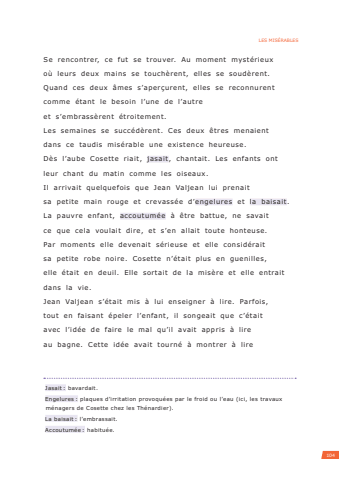 LES MISÉRABLES
Se rencontrer, ce fut se trouver. Au moment mystérieux
où leurs deux mains se touchèrent, elles se soudèrent.
Quand ces deux âmes s'aperçurent, elles se reconnurent
comme étant le besoin l'une de l'autre
et s'embrassèrent étroitement.
Les semaines se succédèrent. Ces deux êtres menaient
dans ce taudis misérable une existence heureuse.
Dès l'aube Cosette riait, jasait, chantait. Les enfants ont
leur chant du matin comme les oiseaux.
Il arrivait quelquefois que Jean Valjean lui prenait
sa petite main rouge et crevassée d'engelures et la baisait.
La pauvre enfant, accoutumée à être battue, ne savait
ce que cela voulait dire, et s'en allait toute honteuse.
Par moments elle devenait sérieuse et elle considérait
sa petite robe noire. Cosette n'était plus en guenilles,
elle était en deuil. Elle sortait de la misère et elle entrait
dans la vie.
Jean Valjean s'était mis à lui enseigner à lire. Parfois,
tout en faisant épeler l'enfant, il songeait que c'était
avec l'idée de faire le mal qu'il avait appris à lire
au bagne. Cette idée avait tourné à montrer à lire
Jasait : bavardait.
Engelures : plaques d'irritation provoquées par le froid ou l'eau (ici, les travaux
ménagers de Cosette chez les Thénardier).
La baisait : l'embrassait.
Accoutumée : habituée.
104